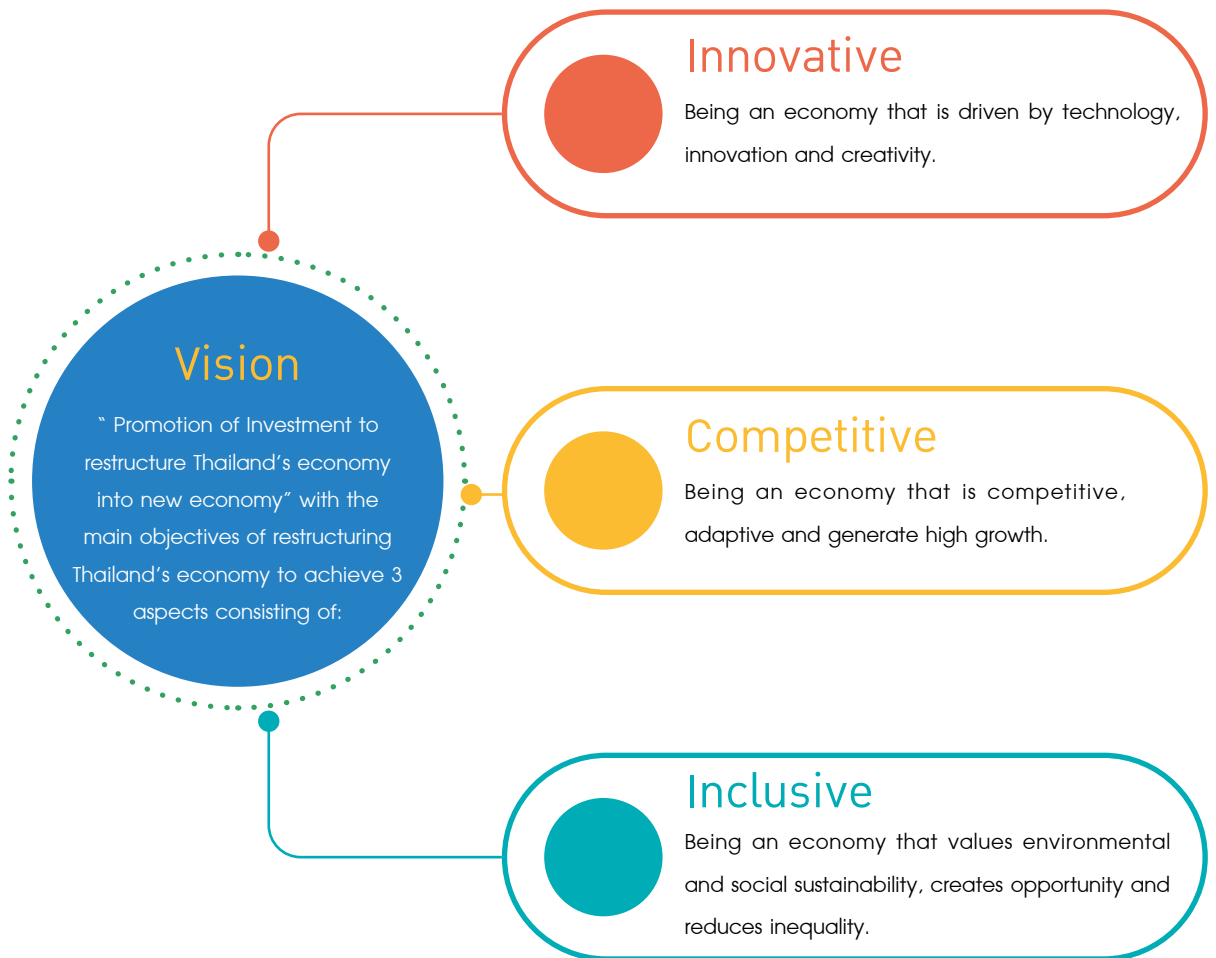 Innovative
Being an economy that is driven by technology,
innovation and creativity.
Vision
“ Promotion of Investment to
restructure Thailand’s economy
into new economy” with the
main objectives of restructuring
Thailand’s economy to achieve 3
aspects consisting of:
Competitive
Being an economy that is competitive,
adaptive and generate high growth.
Inclusive
Being an economy that values environmental
and social sustainability, creates opportunity and
reduces inequality.